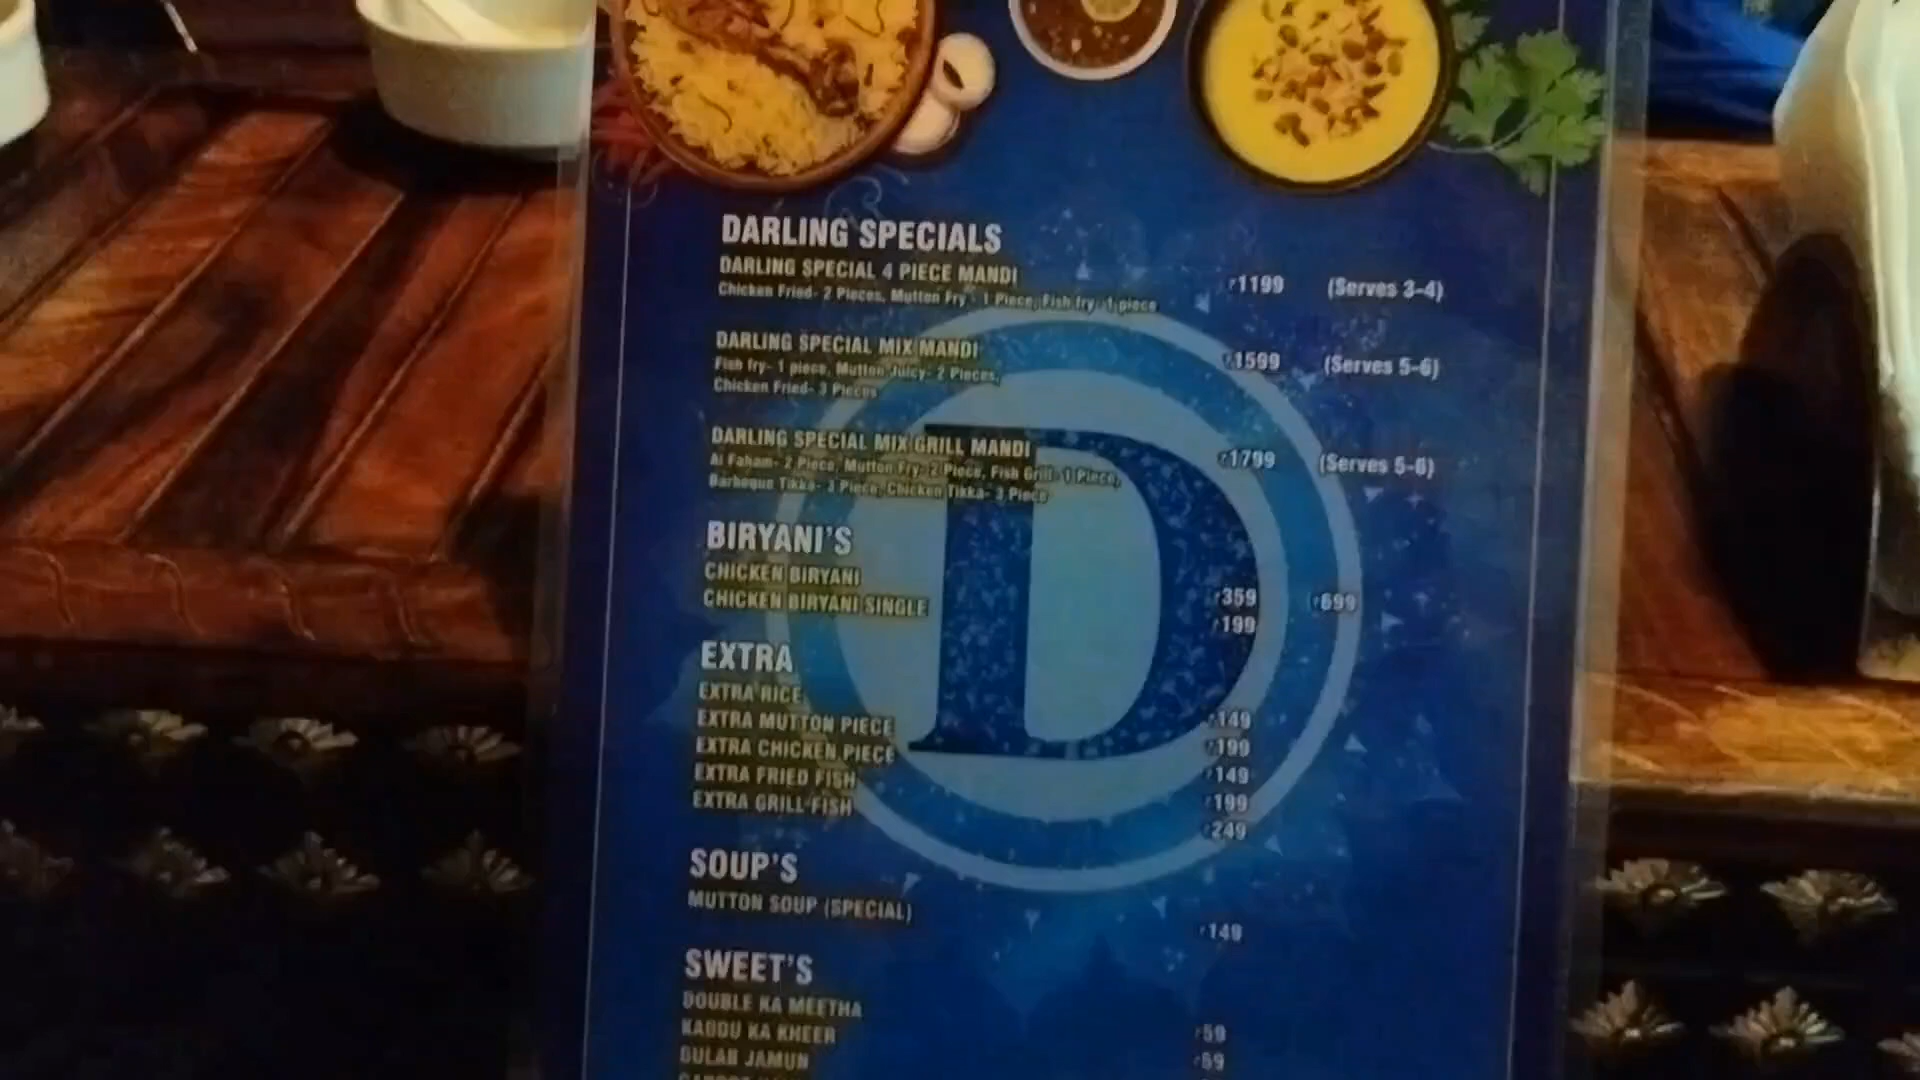 DARLING SPECIALS
DARLING SPECIAL 4 PIECE MANDI ₹1199 (Serves 3-4)
Chicken Fried- 2 Pieces, Mutton Fry - 1 Piece, Fish fry -1 piece
DARLING SPECIAL MIX MANDI ₹1599 (Serves 5-6)
Fish fry- 1 piece, Mutton Juicy- 2 Pieces,
Chicken Fried- 3 Pieces
DARLING SPECIAL MIX GRILL MANDI ₹1799 (Serves 5-6)
Al Faham- 2 Piece, Mutton Fry- 2 Piece, Fish Grill- 1 Piece,
Barbeque Tikka- 3 Piece, Chicken Tikka- 3 Piece
BIRYANI'S
CHICKEN BIRYANI ₹359 ₹699
CHICKEN BIRYANI SINGLE ₹199
EXTRA
EXTRA RICE ₹149
EXTRA MUTTON PIECE ₹199
EXTRA CHICKEN PIECE ₹149
EXTRA FRIED FISH ₹199
EXTRA GRILL FISH ₹249
SOUP'S
MUTTON SOUP (SPECIAL) ₹149
SWEET'S
DOUBLE KA MEETHA ₹59
KADDU KA KHEER ₹59
GULAB JAMUN
D